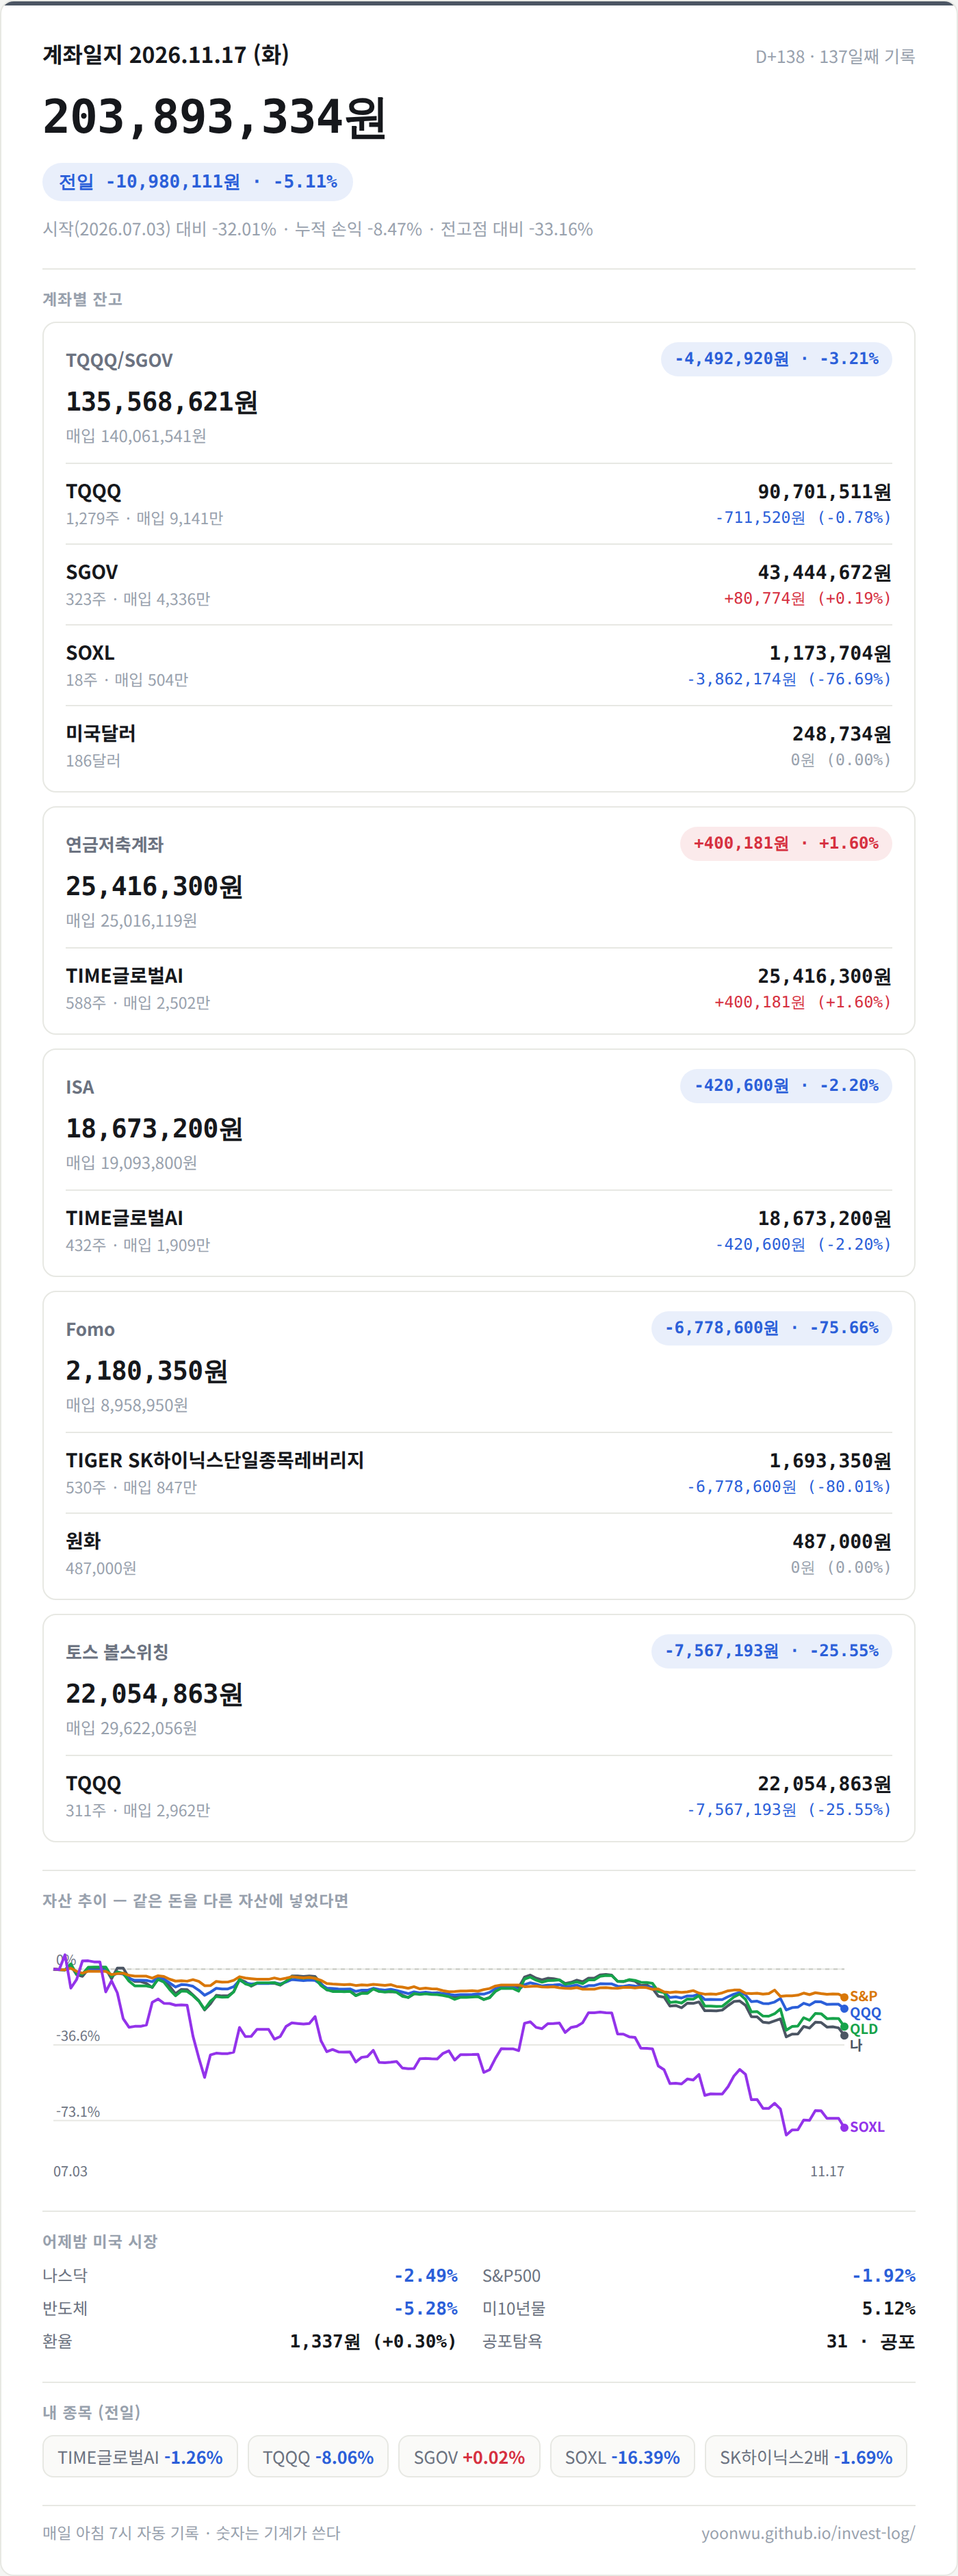 계좌일지 2026.11.17 (화)
D+138 · 137일째 기록
203,893,334원
전일 -10,980,111원 · -5.11%
시작(2026.07.03) 대비 -32.01% · 누적 손익 -8.47% · 전고점 대비 -33.16%
계좌별 잔고
TQQQ/SGOV
-4,492,920원 · -3.21%
135,568,621원
매입 140,061,541원
TQQQ
90,701,511원
1,279주 · 매입 9,141만
-711,520원 (-0.78%)
SGOV
43,444,672원
323주 · 매입 4,336만
+80,774원 (+0.19%)
SOXL
1,173,704원
18주 · 매입 504만
-3,862,174원 (-76.69%)
미국달러
248,734원
186달러
0원 (0.00%)
연금저축계좌
+400,181원 · +1.60%
25,416,300원
매입 25,016,119원
TIME글로벌AI
25,416,300원
588주 · 매입 2,502만
+400,181원 (+1.60%)
ISA
-420,600원 · -2.20%
18,673,200원
매입 19,093,800원
TIME글로벌AI
18,673,200원
432주 · 매입 1,909만
-420,600원 (-2.20%)
Fomo
-6,778,600원 · -75.66%
2,180,350원
매입 8,958,950원
TIGER SK하이닉스단일종목레버리지
1,693,350원
530주 · 매입 847만
-6,778,600원 (-80.01%)
원화
487,000원
487,000원
0원 (0.00%)
토스 볼스위칭
-7,567,193원 · -25.55%
22,054,863원
매입 29,622,056원
TQQQ
22,054,863원
311주 · 매입 2,962만
-7,567,193원 (-25.55%)
자산 추이 — 같은 돈을 다른 자산에 넣었다면
0%
-36.6%
-73.1%
S&P
QQQ
QLD
나
SOXL
07.03
11.17
어제밤 미국 시장
나스닥 -2.49%
S&P500 -1.92%
반도체 -5.28%
미10년물 5.12%
환율 1,337원 (+0.30%)
공포탐욕 31 · 공포
내 종목 (전일)
TIME글로벌AI -1.26%
TQQQ -8.06%
SGOV +0.02%
SOXL -16.39%
SK하이닉스2배 -1.69%
매일 아침 7시 자동 기록 · 숫자는 기계가 쓴다
yoonwu.github.io/invest-log/